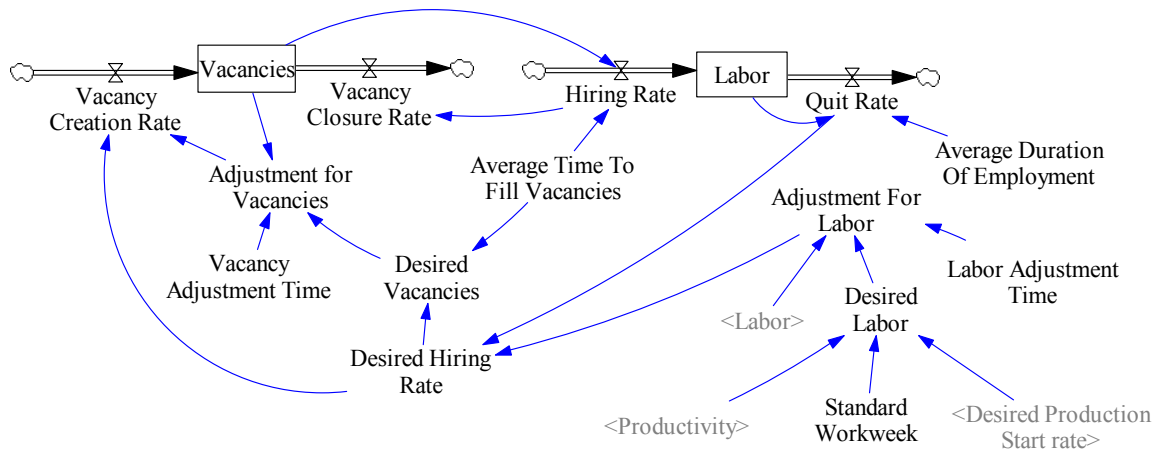 Vacancies
Vacancy
Creation Rate
Vacancy
Closure Rate
Hiring Rate
Labor
Quit Rate
Adjustment for
Vacancies
Average Time To
Fill Vacancies
Average Duration
Of Employment
Adjustment For
Labor
Vacancy
Adjustment Time
Desired
Vacancies
Labor Adjustment
Time
<Labor>
Desired
Labor
Desired Hiring
Rate
<Productivity>
Standard
Workweek
<Desired Production
Start rate>